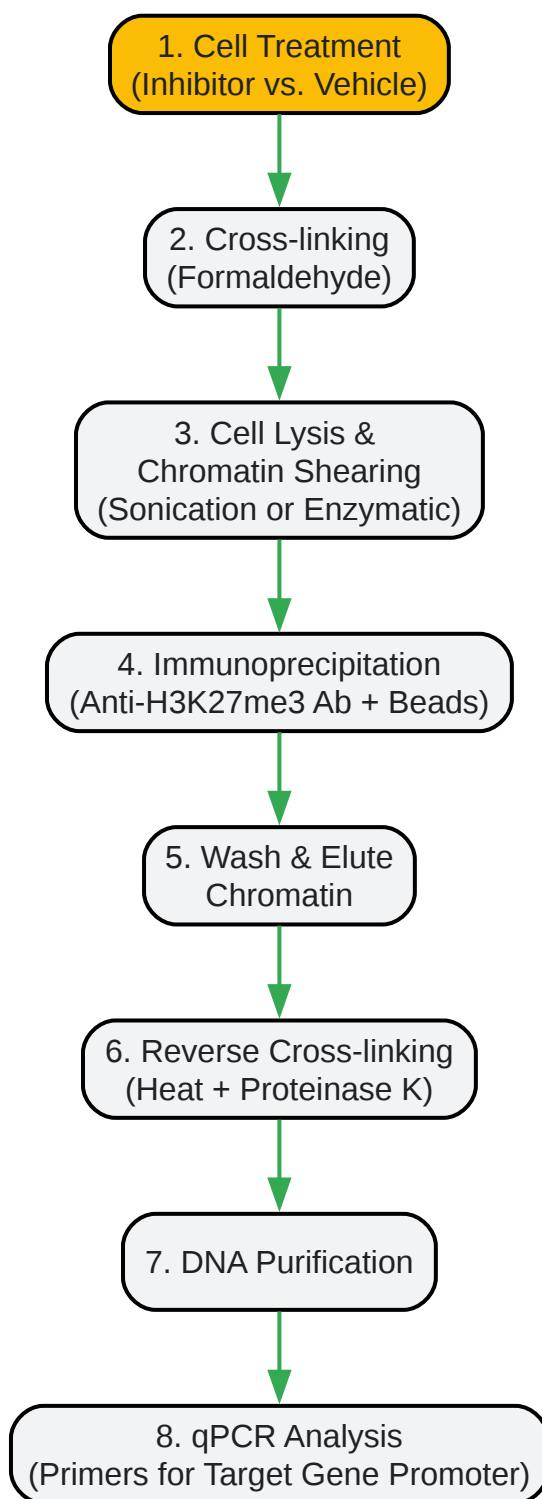 1. Cell Treatment
(Inhibitor vs. Vehicle)
2. Cross-linking
(Formaldehyde)
3. Cell Lysis &
Chromatin Shearing
(Sonication or Enzymatic)
4. Immunoprecipitation
(Anti-H3K27me3 Ab + Beads)
5. Wash & Elute
Chromatin
6. Reverse Cross-linking
(Heat + Proteinase K)
7. DNA Purification
8. qPCR Analysis
(Primers for Target Gene Promoter)